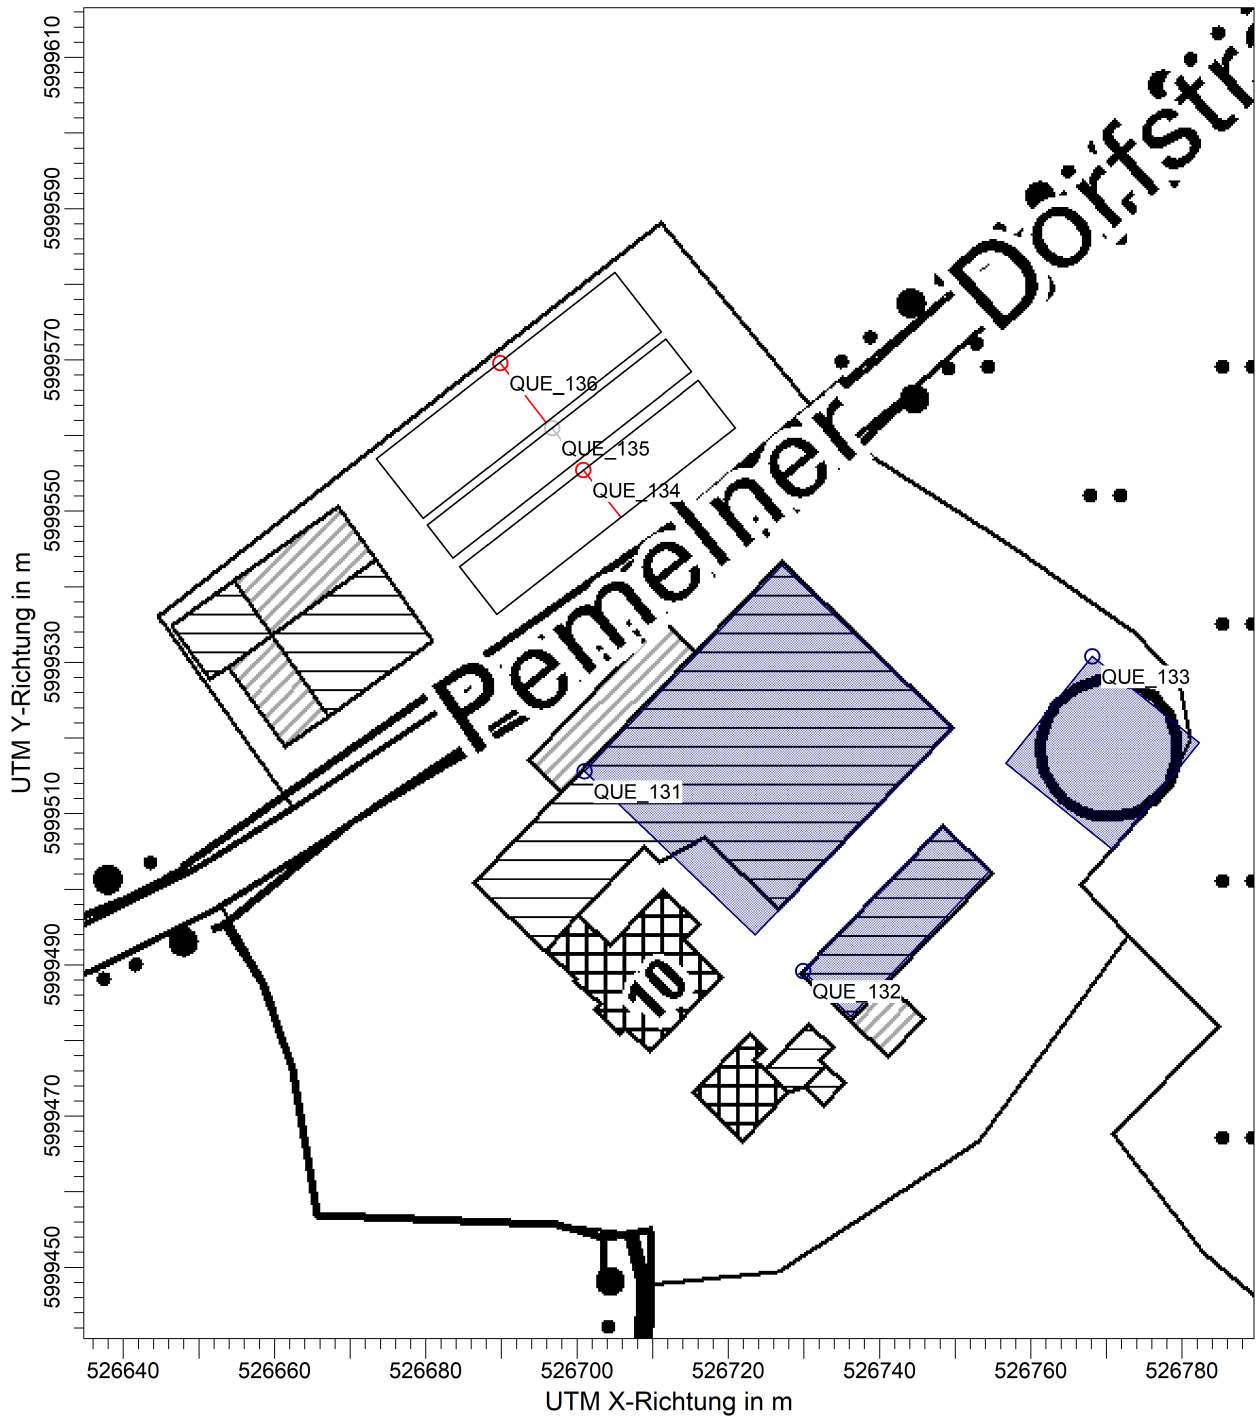 5999610
5999590
5999570
5999550
5999530
5999510
5999490
5999470
5999450
UTM Y-Richtung in m
Pemelner Dorfstr
QUE_136
QUE_135
QUE_134
QUE_133
QUE_131
QUE_132
10
526640
526660
526680
526700
526720
526740
526760
526780
UTM X-Richtung in m